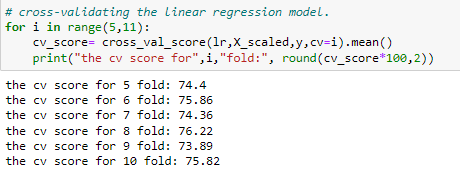 # cross-validating the linear regression model.
for i in range(5,11):
    cv_score= cross_val_score(lr,X_scaled,y,cv=i).mean()
    print("the cv score for",i,"fold:", round(cv_score*100,2))
the cv score for 5 fold: 74.4
the cv score for 6 fold: 75.86
the cv score for 7 fold: 74.36
the cv score for 8 fold: 76.22
the cv score for 9 fold: 73.89
the cv score for 10 fold: 75.82